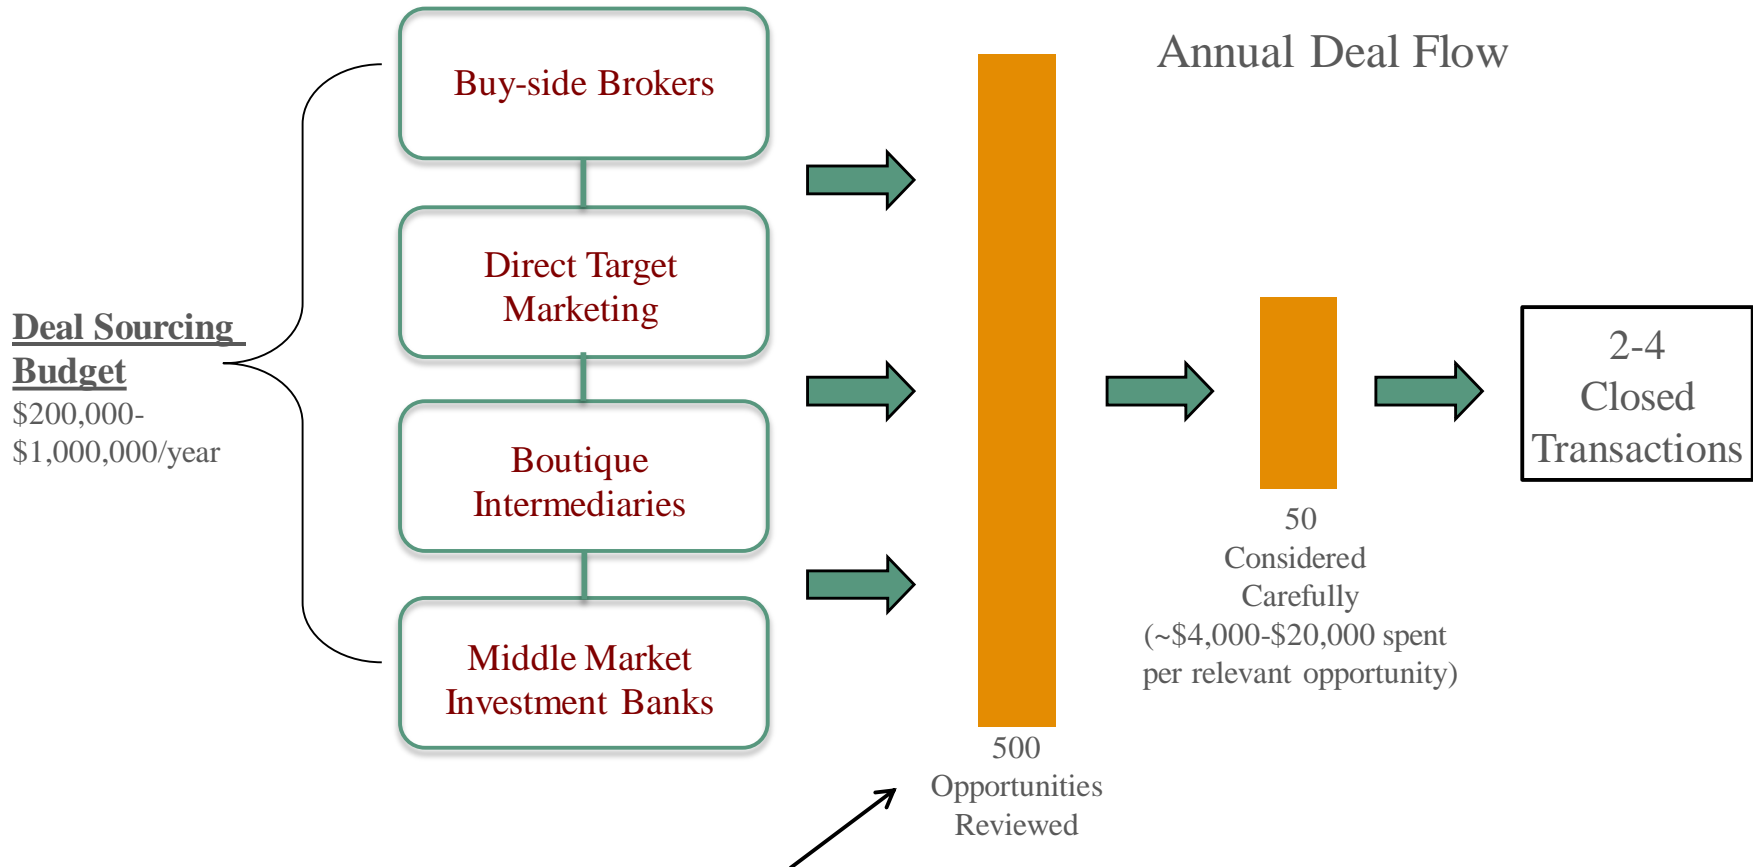 Annual Deal Flow
Buy-side Brokers
Direct Target
Marketing
Boutique
Intermediaries
Middle Market
Investment Banks
Deal Sourcing
Budget
$200,000-
$1,000,000/year
500
Opportunities
Reviewed
50
Considered
Carefully
(~$4,000-$20,000 spent
per relevant opportunity)
2-4
Closed
Transactions